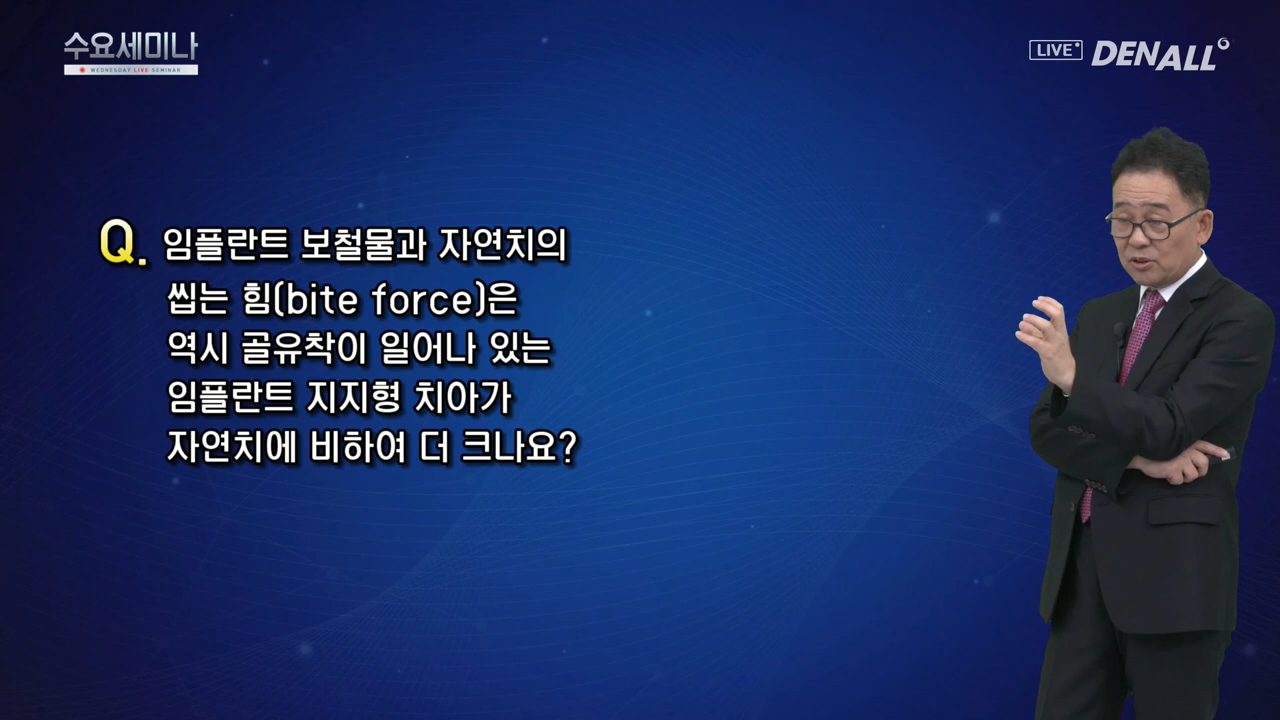 수요세미나
WEDNESDAY LIVE SEMINAR
LIVE
DENALL
Q. 임플란트 보철물과 자연치의
씹는 힘(bite force)은
역시 골유착이 일어나 있는
임플란트 지지형 치아가
자연치에 비하여 더 크나요?